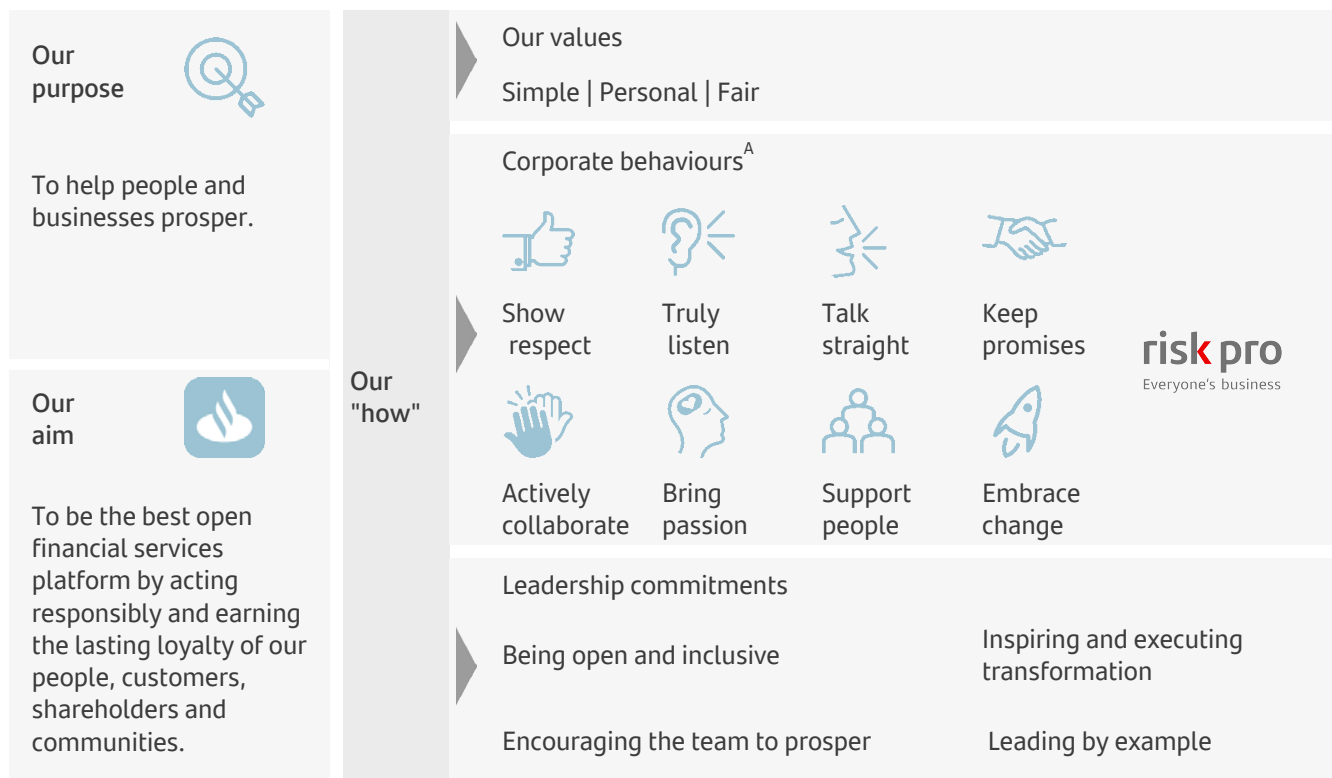 Our
purpose
To help people and
businesses prosper.
Our
aim
To be the best open
financial services
platform by acting
responsibly and earning
the lasting loyalty of our
people, customers,
shareholders and
communities.
Our
"how"
Our values
Simple | Personal | Fair
Corporate behavioursA
Show
respect
Truly
listen
Talk
straight
Keep
promises
Actively
collaborate
Bring
passion
Support
people
Embrace
change
risk pro
Everyone's business
Leadership commitments
Being open and inclusive
Inspiring and executing
transformation
Encouraging the team to prosper
Leading by example